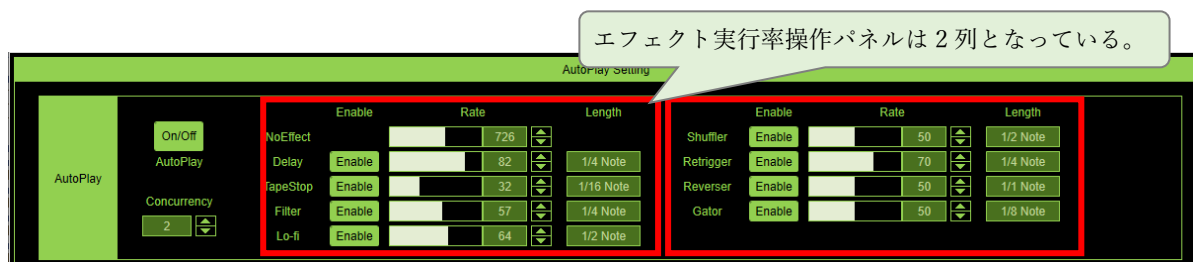 エフェクト実行率操作パネルは2列となっている。
AutoPlay Setting
AutoPlay
On/Off
AutoPlay
Concurrency
2
Enable Rate Length
NoEffect 726
Delay Enable 82 1/4 Note
TapeStop Enable 32 1/16 Note
Filter Enable 57 1/4 Note
Lo-fi Enable 64 1/2 Note
Enable Rate Length
Shuffler Enable 50 1/2 Note
Retrigger Enable 70 1/4 Note
Reverser Enable 50 1/1 Note
Gator Enable 50 1/8 Note